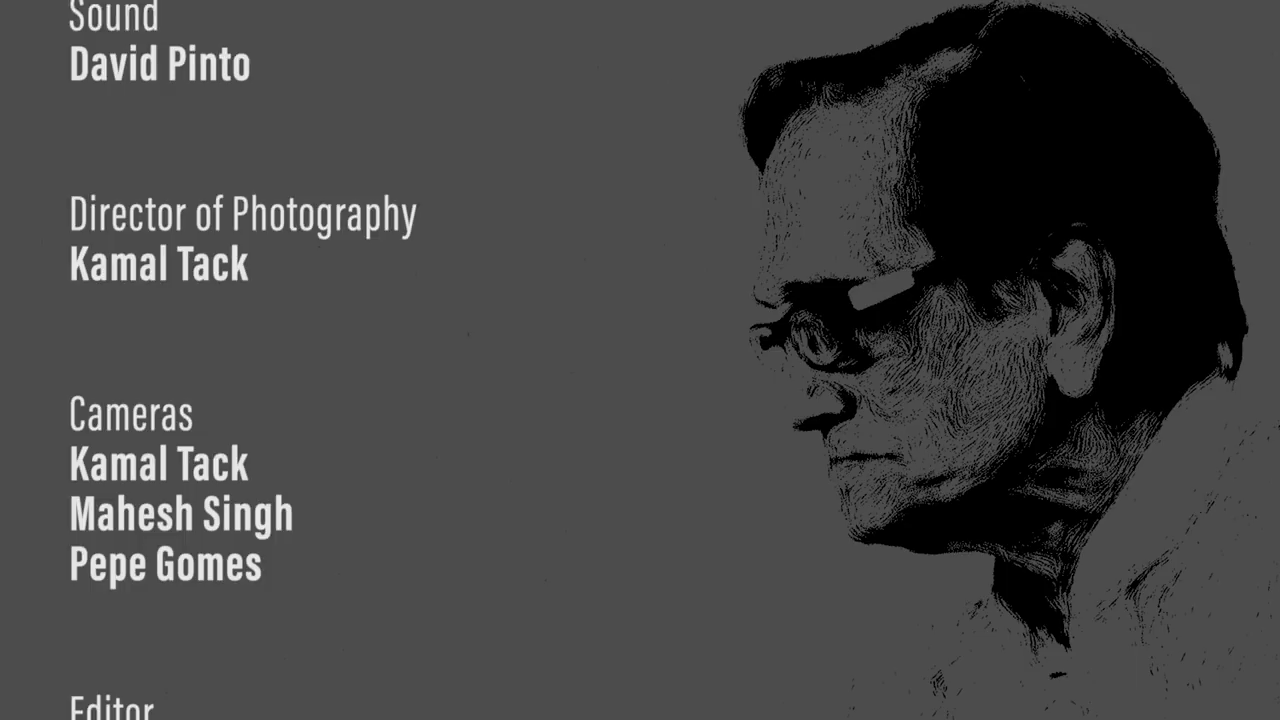 Sound
David Pinto
Director of Photography
Kamal Tack
Cameras
Kamal Tack
Mahesh Singh
Pepe Gomes
Editor